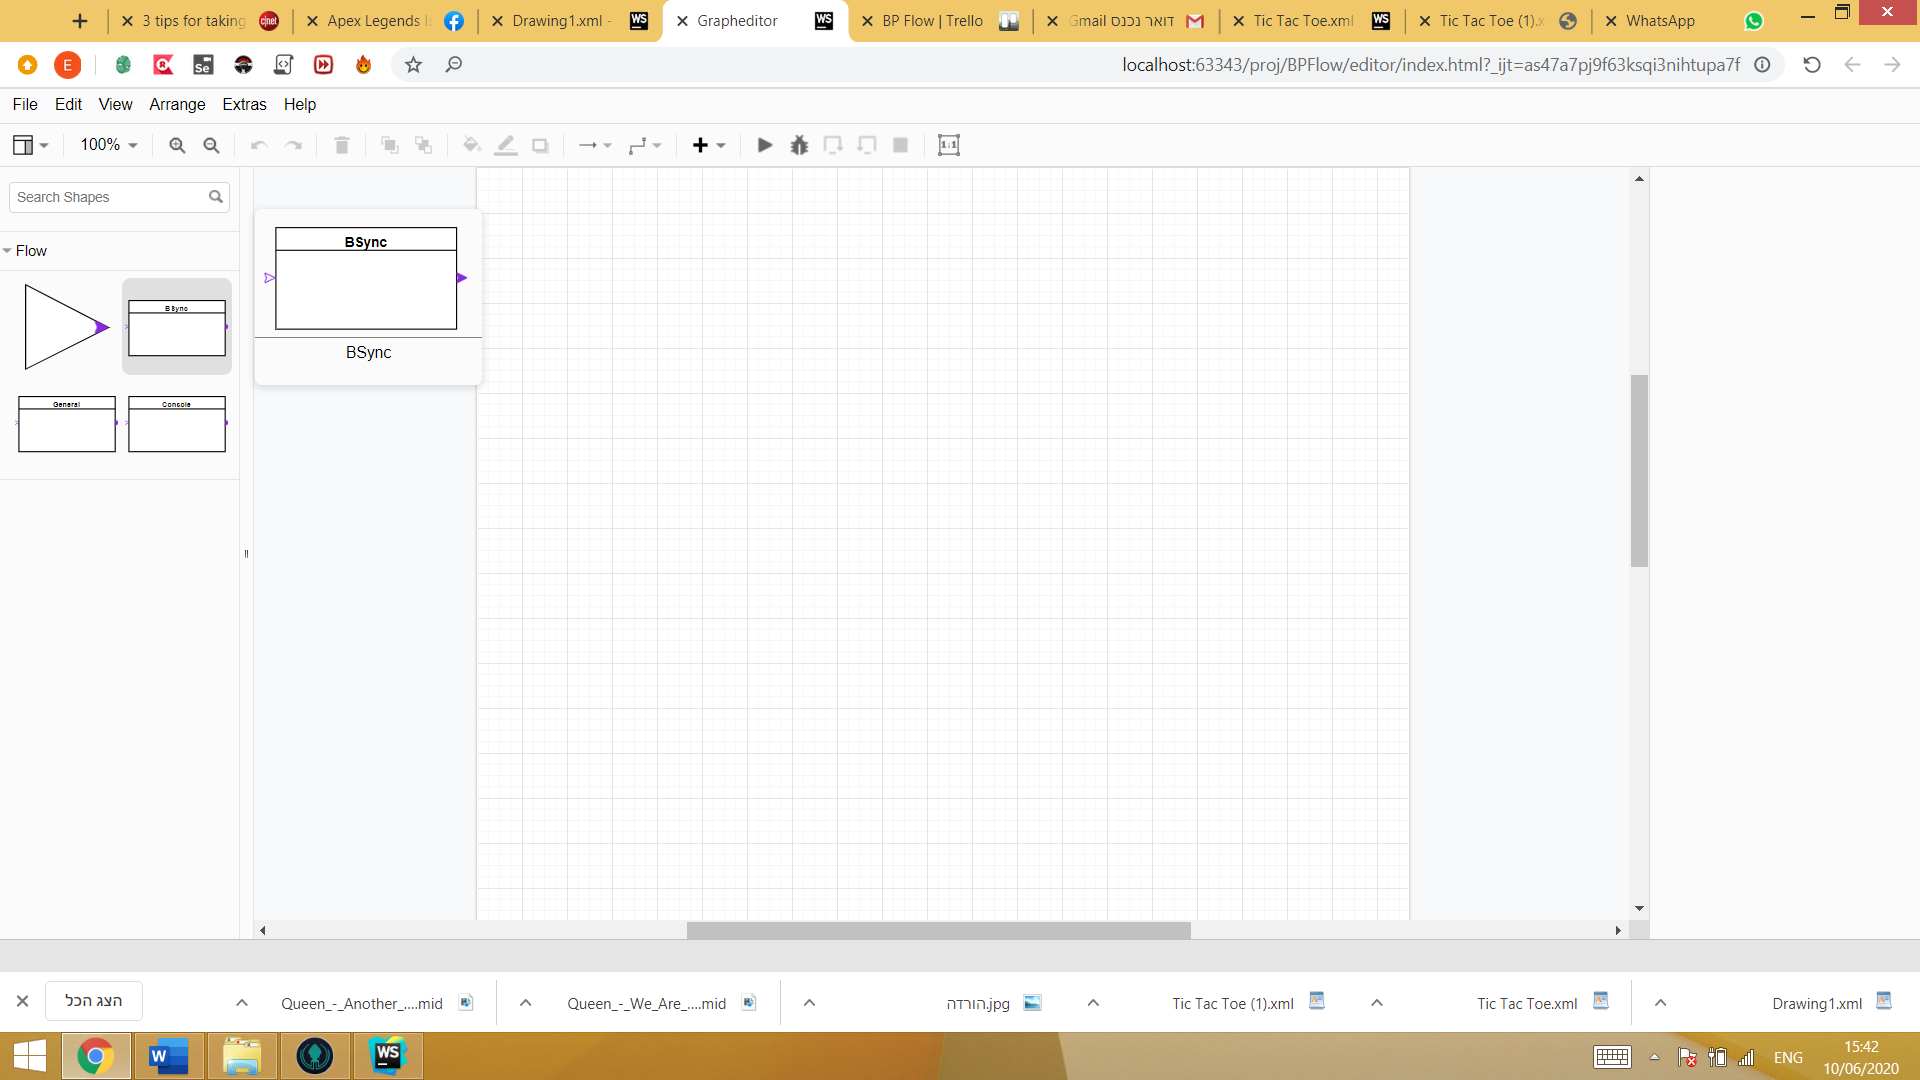 3 tips for taking
Apex Legends I
Drawing1.xml -
Grapheditor
BP Flow | Trello
Gmail דואר נכנס
Tic Tac Toe.xml
Tic Tac Toe (1).x
WhatsApp
localhost:63343/proj/BPFlow/editor/index.html?_ijt=as47a7pj9f63ksqi3nihtupa7f
File Edit View Arrange Extras Help
100%
1:1
Search Shapes
Flow
BSync
General
Console
BSync
BSync
הצג הכל
Queen_-_Another_....mid
Queen_-_We_Are_....mid
הורדה.jpg
Tic Tac Toe (1).xml
Tic Tac Toe.xml
Drawing1.xml
ENG
15:42
10/06/2020